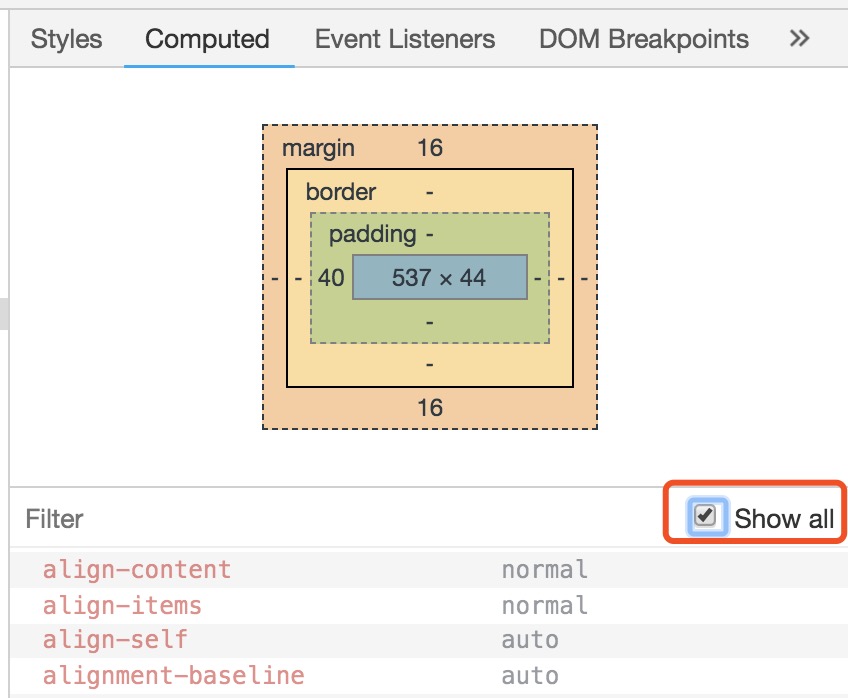 Styles Computed Event Listeners DOM Breakpoints »
margin 16
border -
padding -
- - 40 537 × 44 - - -
-
-
16
Filter Show all
align-content normal
align-items normal
align-self auto
alignment-baseline auto